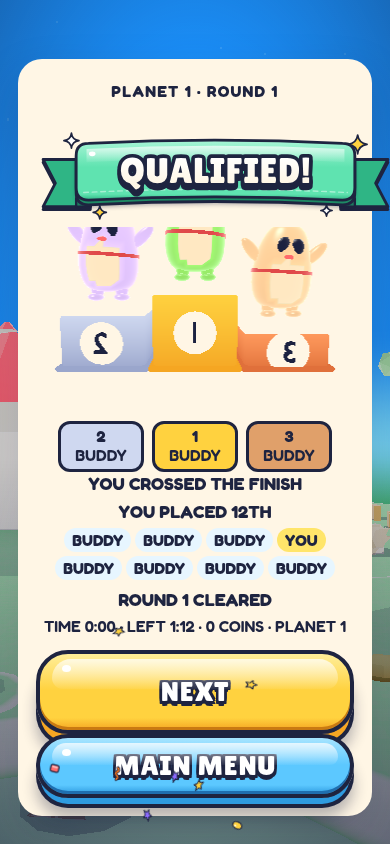 PLANET 1 · ROUND 1
QUALIFIED!
2 1 3
2 1 3
BUDDY BUDDY BUDDY
YOU CROSSED THE FINISH
YOU PLACED 12TH
BUDDY BUDDY BUDDY YOU
BUDDY BUDDY BUDDY BUDDY
ROUND 1 CLEARED
TIME 0:00 · LEFT 1:12 · 0 COINS · PLANET 1
NEXT
MAIN MENU